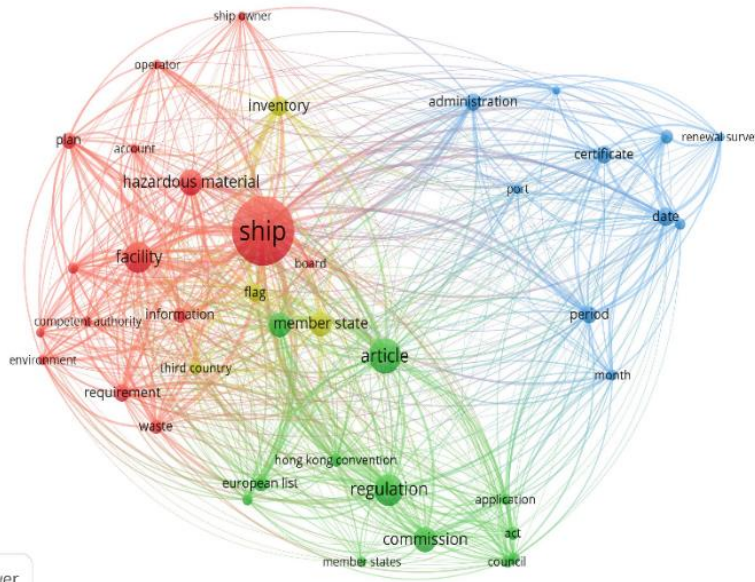 ship owner
operator
inventory
administration
plan
account
renewal surve
certificate
hazardous material
port
date
ship
facility
board
flag
competent authority
information
member state
period
environment
third country
article
month
requirement
waste
hong kong convention
european list
regulation
application
act
commission
member states
council